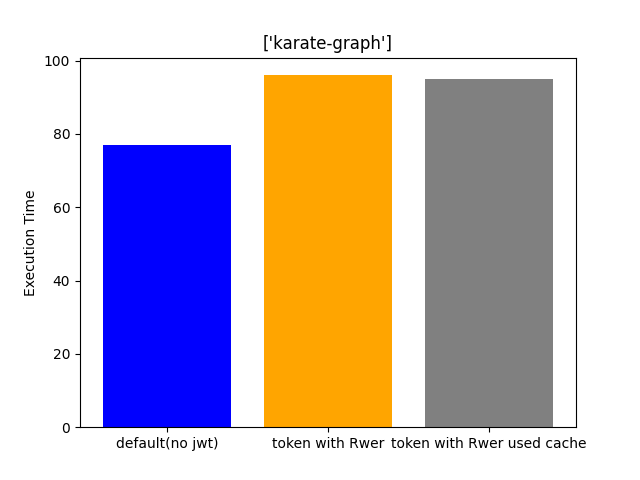 ['karate-graph']
100
80
60
40
20
0
Execution Time
default(no jwt)
token with Rwer
token with Rwer used cache